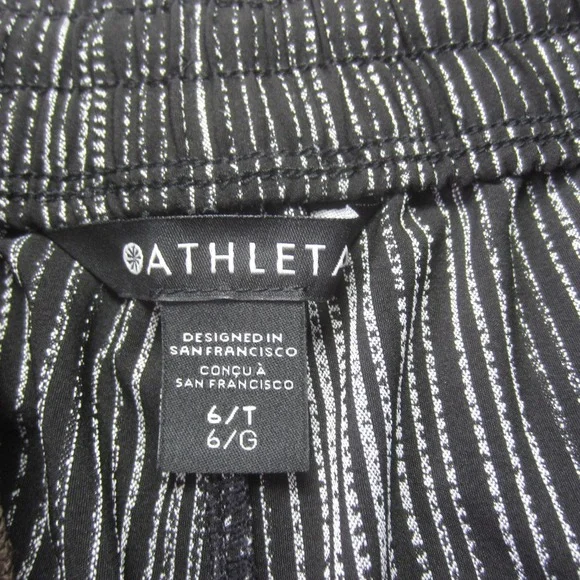 ATHLETA
DESIGNED IN
SAN FRANCISCO
CONÇU À
SAN FRANCISCO
6/T
6/G